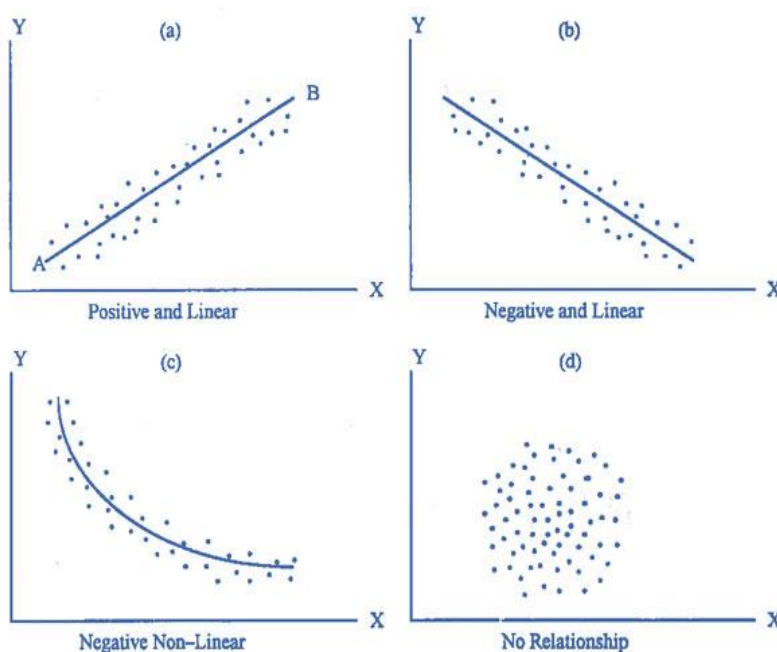 Y
(a)
B
A
X
Positive and Linear
Y
(b)
X
Negative and Linear
Y
(c)
X
Negative Non–Linear
Y
(d)
X
No Relationship